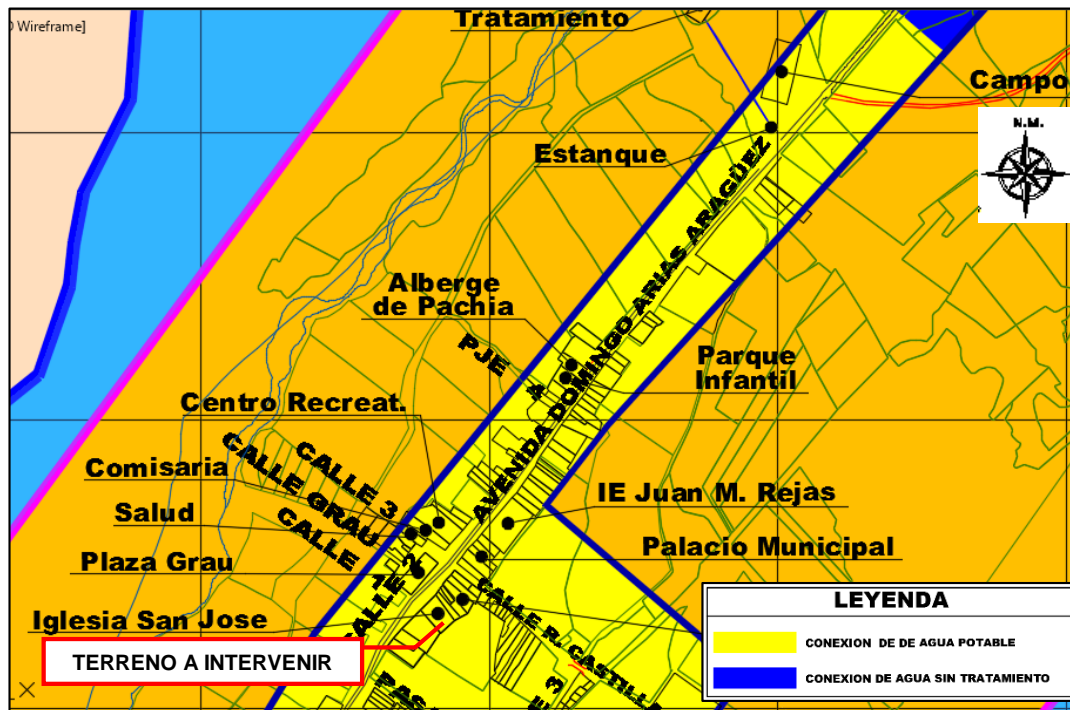 Wireframe]
Tratamiento
Campo
N.M.
Estanque
AVENIDA DOMINGO ARIAS ARAGÜEZ
Alberge
de Pachia
PJE 4
Parque
Infantil
Centro Recreat.
CALLE 3
CALLE GRAU
CALLE 1
CALLE 2
Comisaria
Salud
IE Juan M. Rejas
Plaza Grau
Palacio Municipal
CALLE R. CASTILLA
Iglesia San Jose
TERRENO A INTERVENIR
LEYENDA
CONEXION DE DE AGUA POTABLE
CONEXION DE AGUA SIN TRATAMIENTO